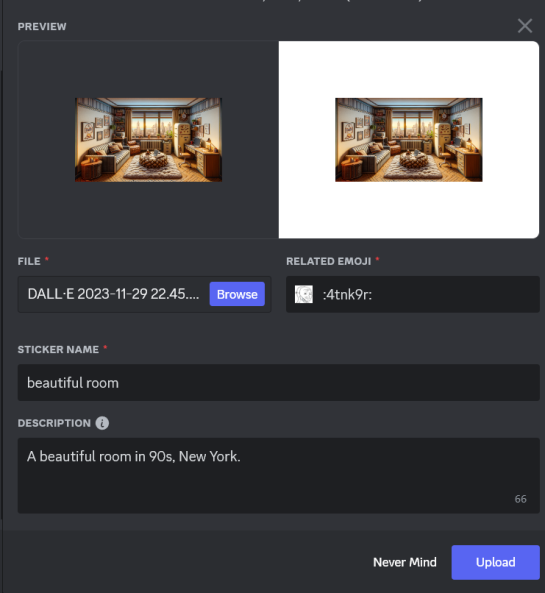 PREVIEW
FILE *
RELATED EMOJI *
DALL·E 2023-11-29 22.45....
Browse
:4tnk9r:
STICKER NAME *
beautiful room
DESCRIPTION
A beautiful room in 90s, New York.
66
Never Mind
Upload